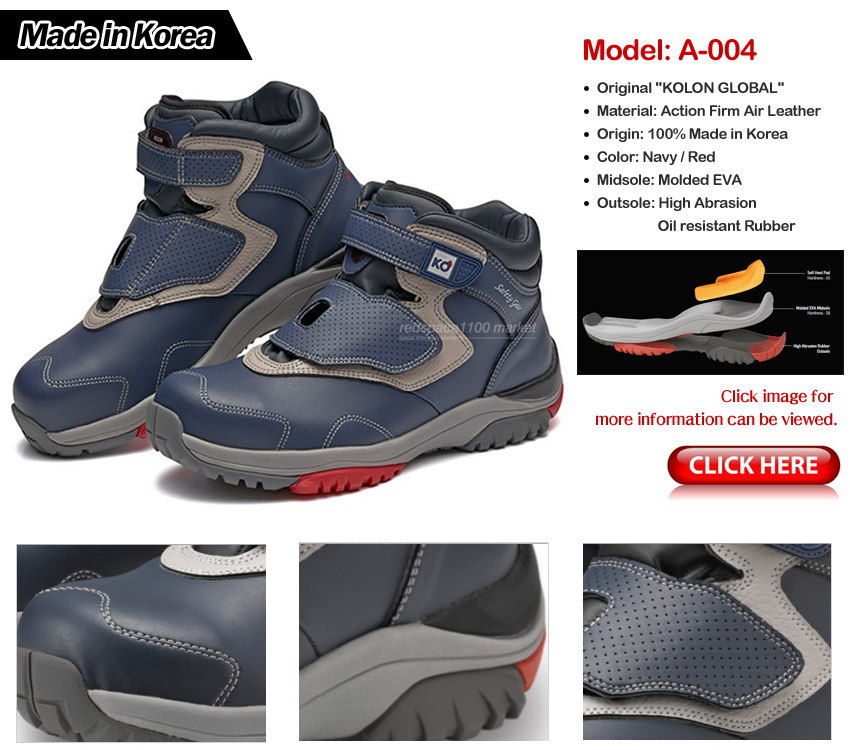 Made in Korea
Model: A-004
• Original "KOLON GLOBAL"
• Material: Action Firm Air Leather
• Origin: 100% Made in Korea
• Color: Navy / Red
• Midsole: Molded EVA
• Outsole: High Abrasion
Oil resistant Rubber
KOLON
KO
Safety Gear
redspace1100 market
Soft Heel Pad
Hardness : 45
Molded EVA Midsole
Hardness : 58
High Abrasion Rubber
Outsole
Click image for
more information can be viewed.
CLICK HERE